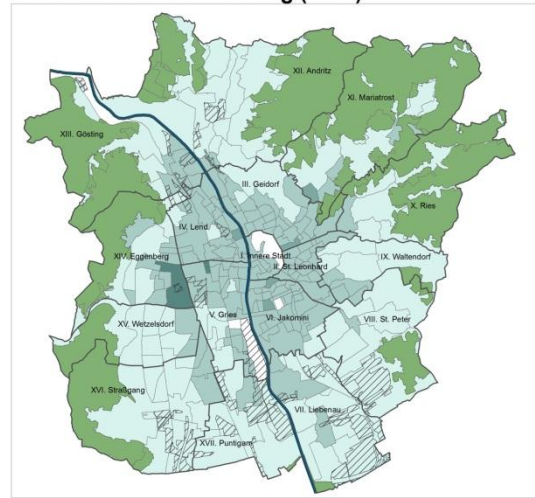 XII. Andritz
XI. Mariatrost
XIII. Gösting
III. Geidorf
X. Ries
IV. Lend
I. Innere Stadt
IX. Waltendorf
XIV. Eggenberg
II. St. Leonhard
V. Gries
VI. Jakomini
VIII. St. Peter
XV. Wetzelsdorf
XVI. Straßgang
VII. Liebenau
XVII. Puntigam